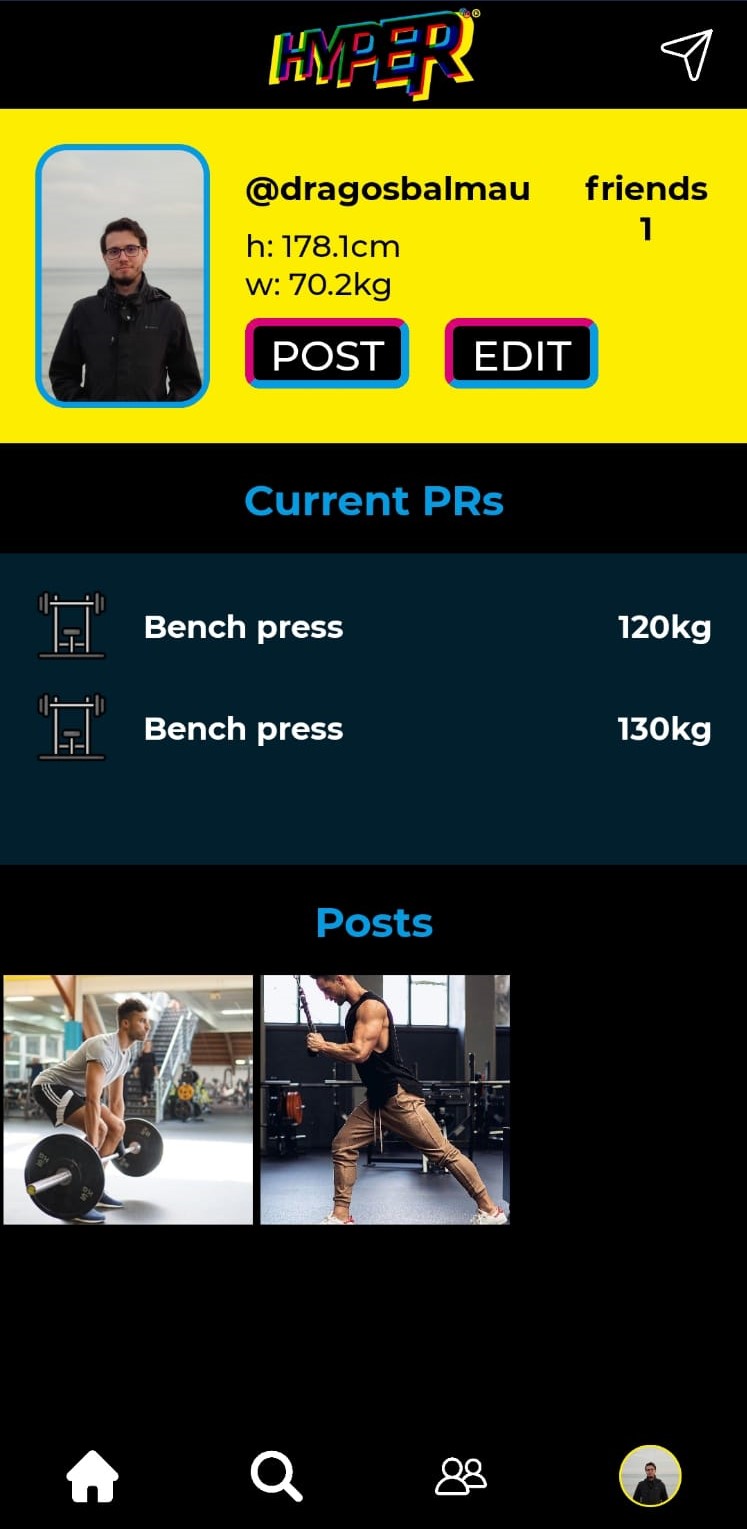 HYPER
@dragosbalmau
friends
1
h: 178.1cm
w: 70.2kg
POST
EDIT
Current PRs
Bench press
120kg
Bench press
130kg
Posts